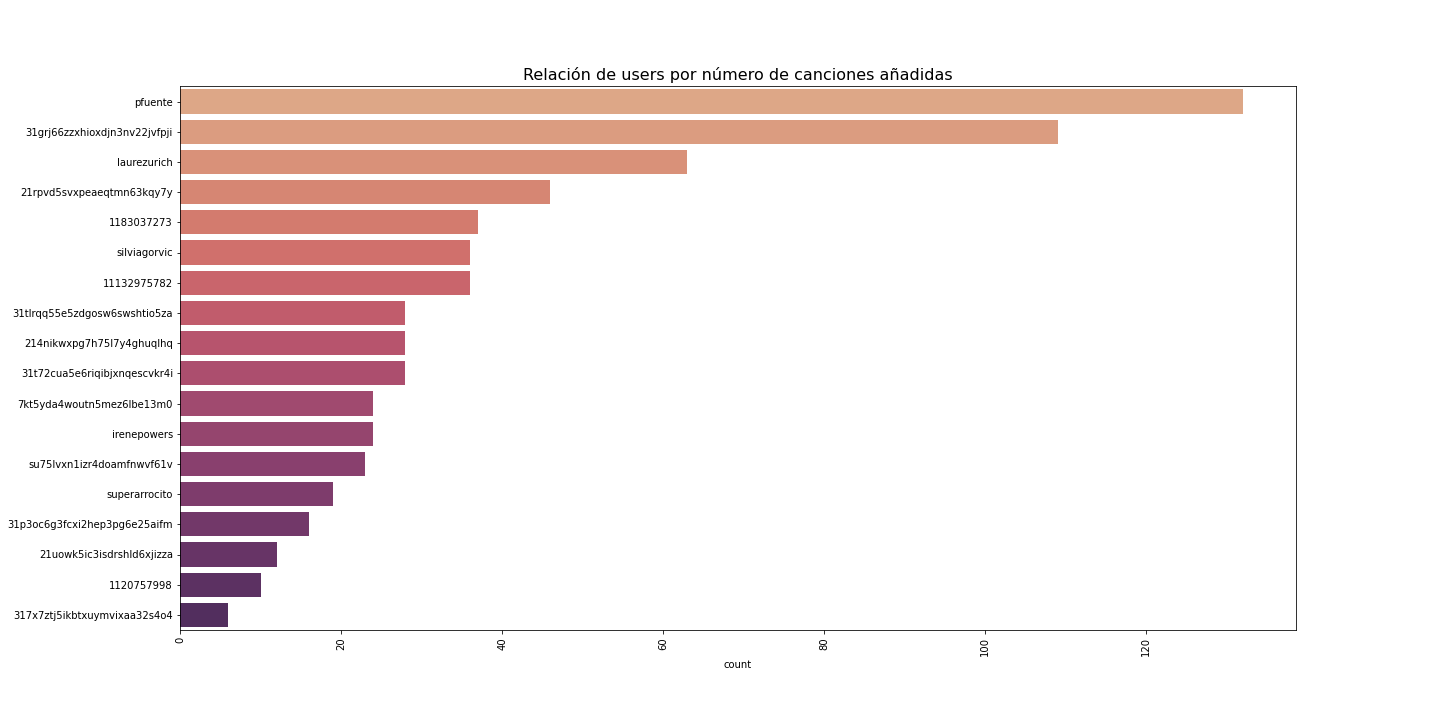 Relación de users por número de canciones añadidas
pfuente
31grj66zzxhioxdjn3nv22jvfpji
laurezurich
21rpvd5svxpeaeqtmn63kqy7y
1183037273
silviagorvic
11132975782
31tlrqq55e5zdgosw6swshtio5za
214nikwxpg7h75l7y4ghuqlhq
31t72cua5e6riqibjxnqescvkr4i
7kt5yda4woutn5mez6lbe13m0
irenepowers
su75lvxn1izr4doamfnwvf61v
superarrocito
31p3oc6g3fcxi2hep3pg6e25aifm
21uowk5ic3isdrshld6xjizza
1120757998
317x7ztj5ikbtxuymvixaa32s4o4
0 20 40 60 80 100 120
count